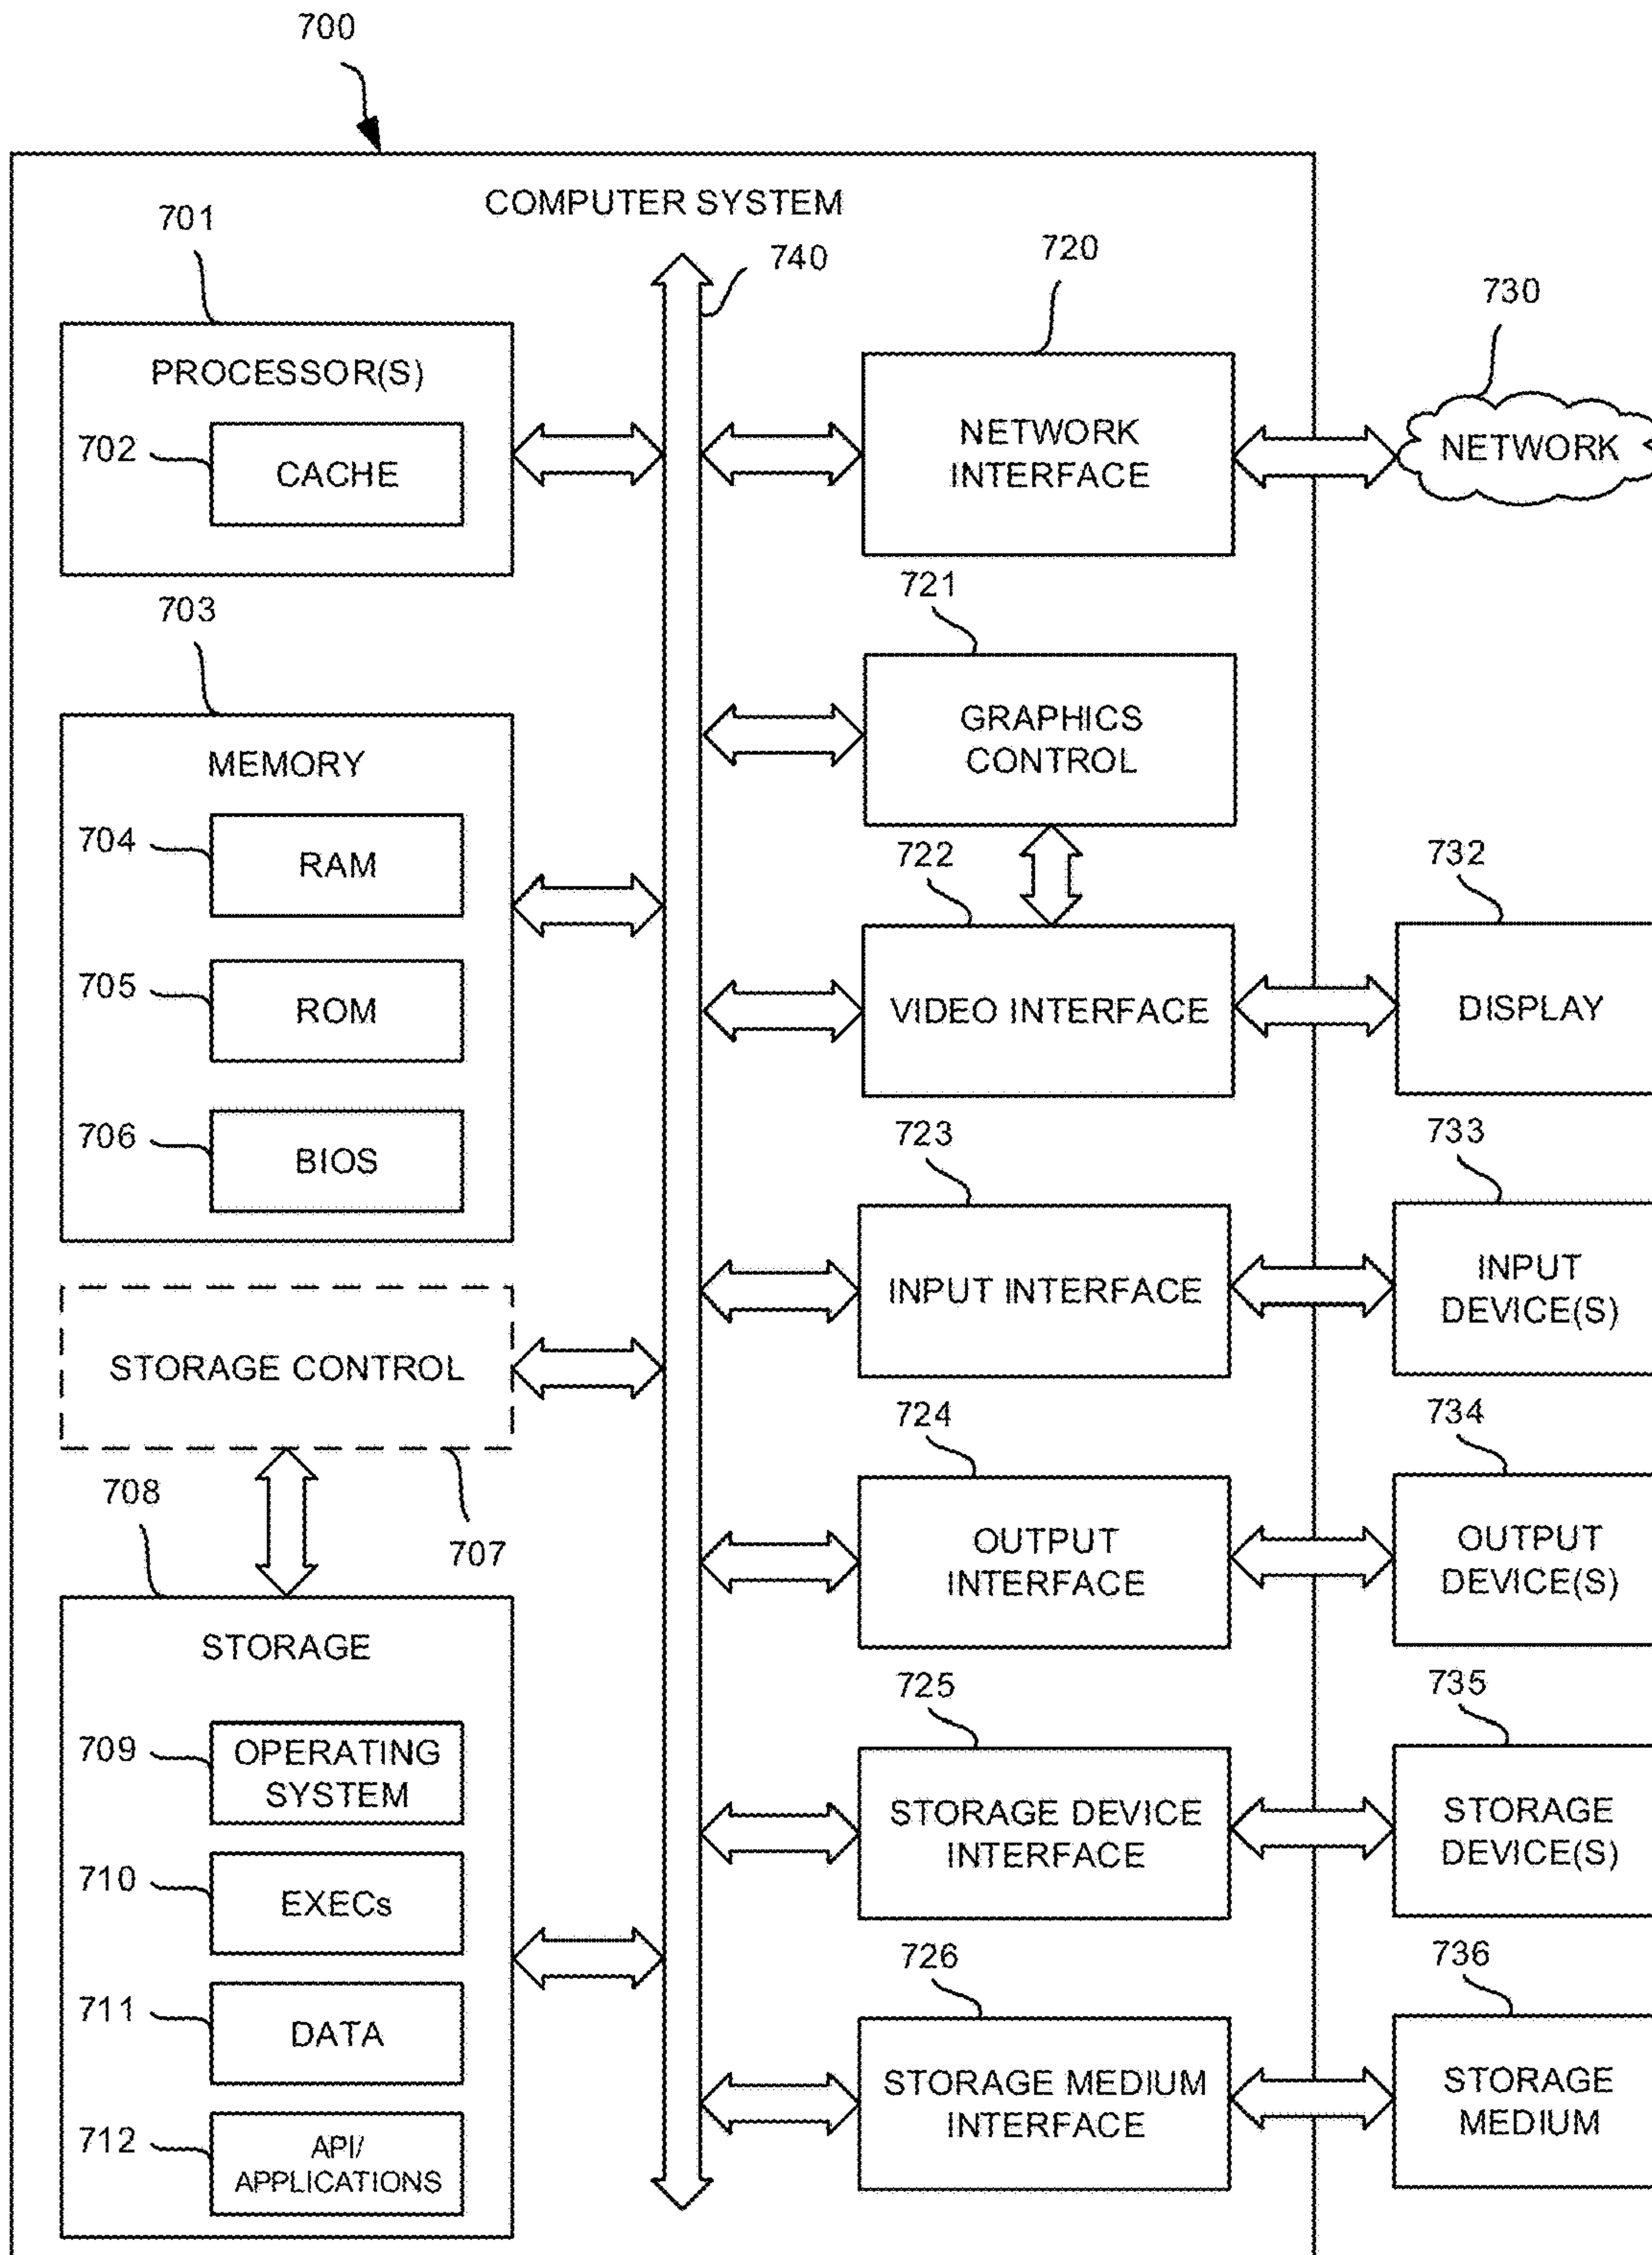 700
COMPUTER SYSTEM
701
740
720
730
PROCESSOR(S)
702
CACHE
NETWORK
INTERFACE
NETWORK
703
721
MEMORY
GRAPHICS
CONTROL
704
RAM
722
732
705
ROM
VIDEO INTERFACE
DISPLAY
706
BIOS
723
733
INPUT INTERFACE
INPUT
DEVICE(S)
STORAGE CONTROL
707
724
734
708
OUTPUT
INTERFACE
OUTPUT
DEVICE(S)
STORAGE
725
735
709
OPERATING
SYSTEM
STORAGE DEVICE
INTERFACE
STORAGE
DEVICE(S)
710
EXECs
726
736
711
DATA
STORAGE MEDIUM
INTERFACE
STORAGE
MEDIUM
712
API/
APPLICATIONS